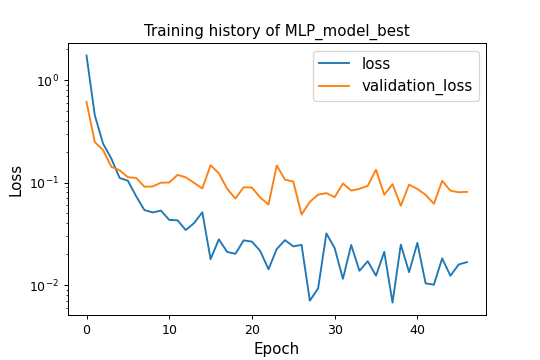 Training history of MLP_model_best
loss
validation_loss
10⁰
10⁻¹
10⁻²
Loss
0 10 20 30 40
Epoch